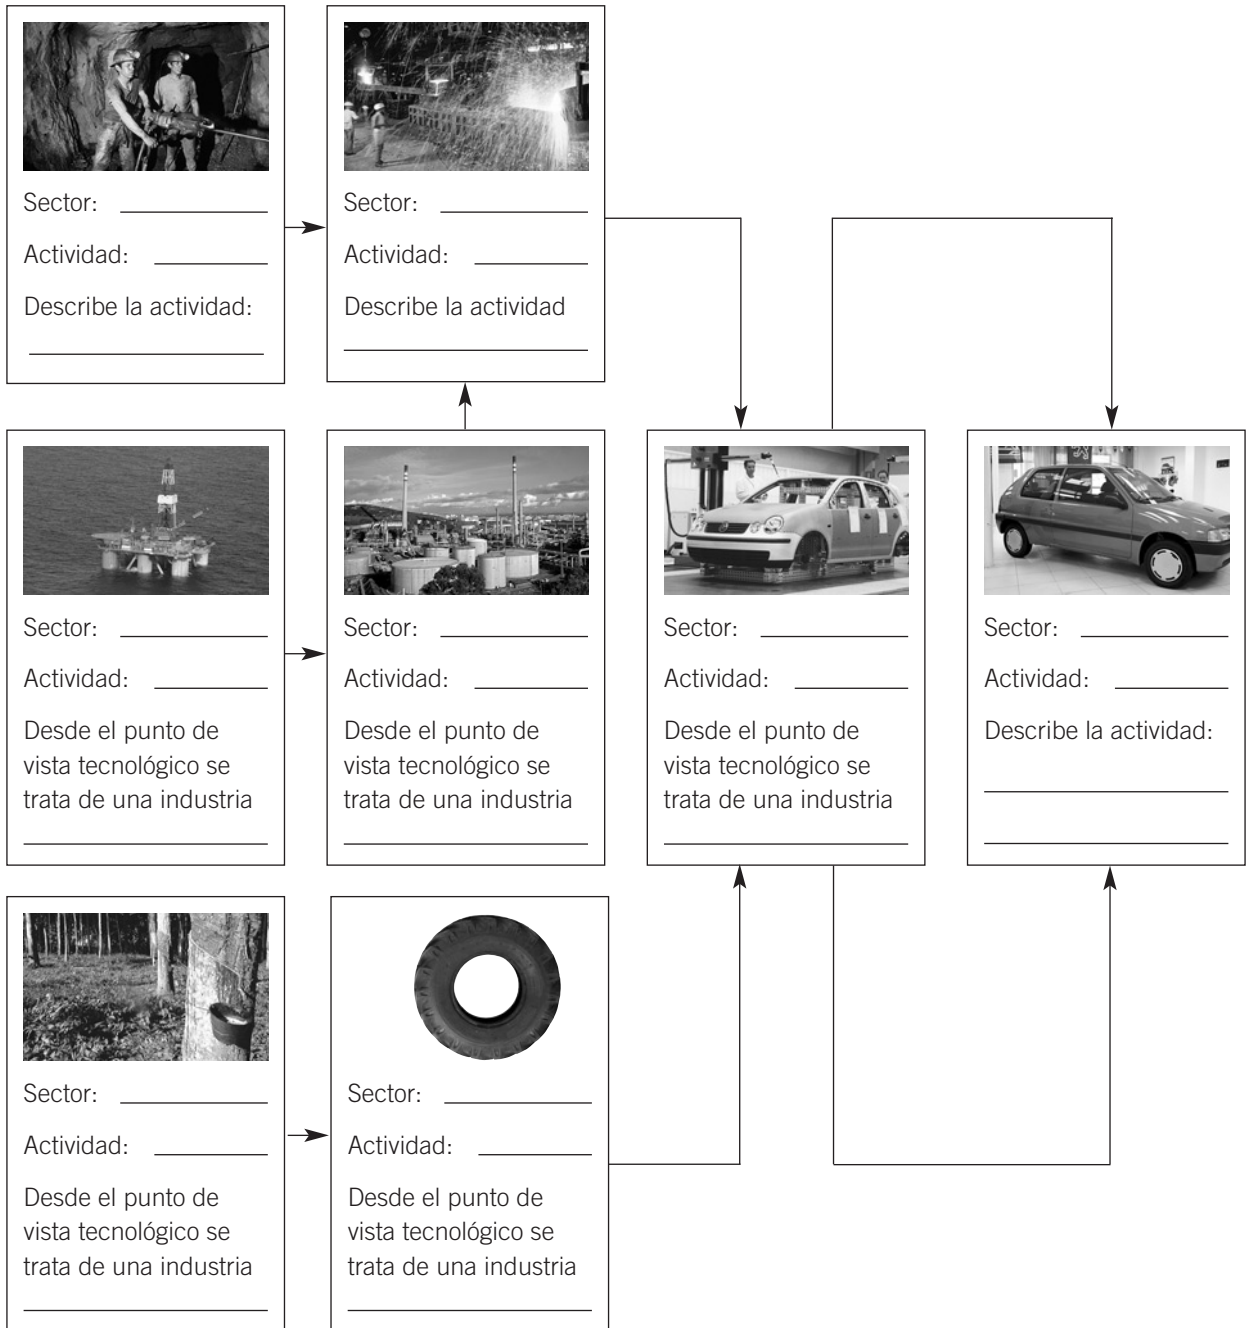 Sector:
Actividad:
Describe la actividad:
Sector:
Actividad:
Describe la actividad
Sector:
Actividad:
Desde el punto de
vista tecnológico se
trata de una industria
Sector:
Actividad:
Desde el punto de
vista tecnológico se
trata de una industria
Sector:
Actividad:
Desde el punto de
vista tecnológico se
trata de una industria
Sector:
Actividad:
Describe la actividad:
Sector:
Actividad:
Desde el punto de
vista tecnológico se
trata de una industria
Sector:
Actividad:
Desde el punto de
vista tecnológico se
trata de una industria